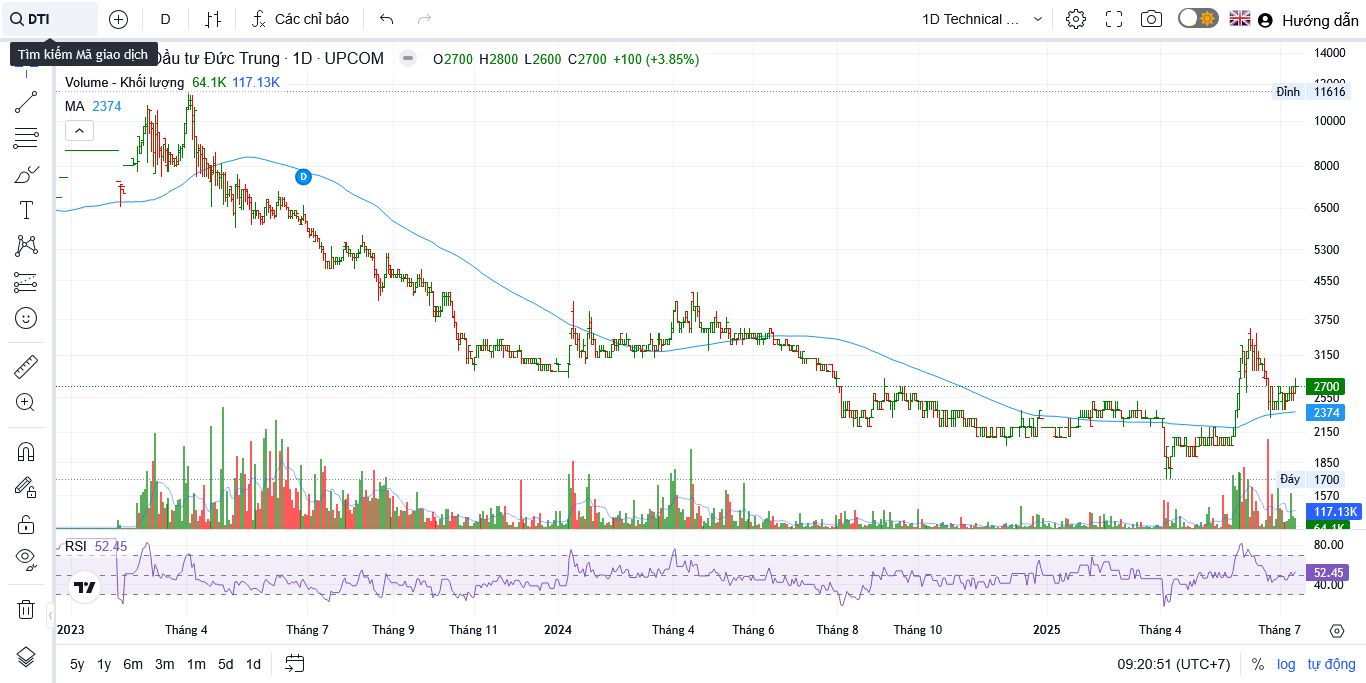 DTI D Các chỉ báo 1D Technical ... Hướng dẫn
Tìm kiếm Mã giao dịch
Đầu tư Đức Trung · 1D · UPCOM O2700 H2800 L2600 C2700 +100 (+3.85%)
Volume - Khối lượng 64.1K 117.13K
MA 2374
D
14000
12000
Đỉnh 11616
10000
8000
6500
5300
4550
3750
3150
2700
2550
2374
2150
1850
Đáy 1700
1570
117.13K
64.1K
RSI 52.45
80.00
52.45
40.00
2023 Tháng 4 Tháng 7 Tháng 9 Tháng 11 2024 Tháng 4 Tháng 6 Tháng 8 Tháng 10 2025 Tháng 4 Tháng 7
5y 1y 6m 3m 1m 5d 1d 09:20:51 (UTC+7) % log tự động